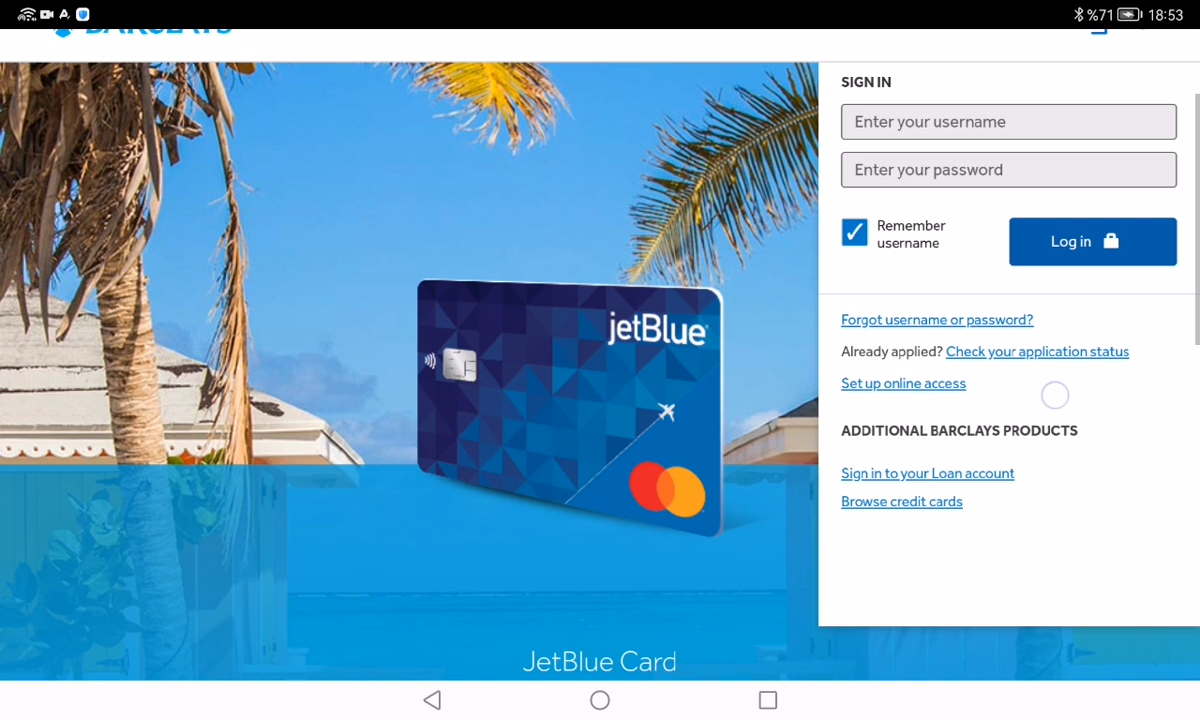 %71 18:53
BARCLAYS
SIGN IN
Enter your username
Enter your password
Remember
username
Log in
Forgot username or password?
Already applied? Check your application status
Set up online access
ADDITIONAL BARCLAYS PRODUCTS
Sign in to your Loan account
Browse credit cards
jetBlue
JetBlue Card